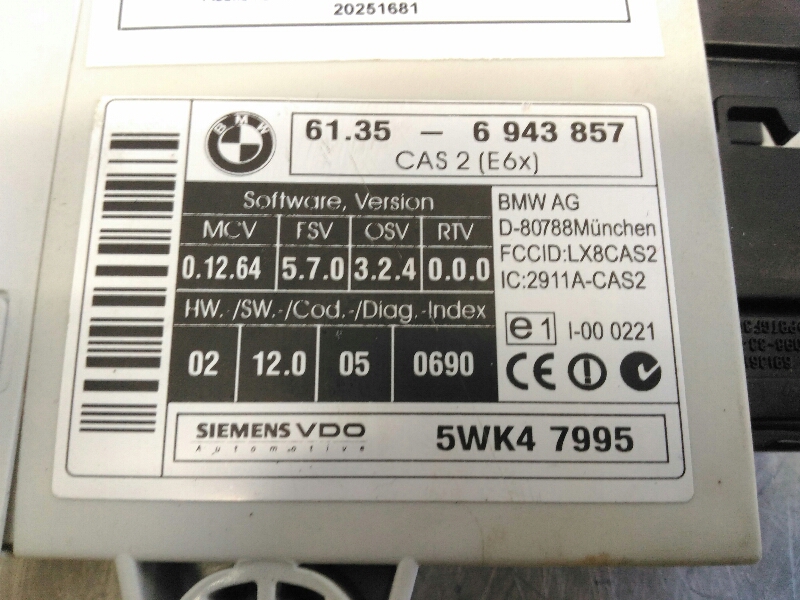 20251681
BMW
61.35 – 6 943 857
CAS 2 (E6x)
Software, Version
MCV FSV OSV RTV
0.12.64 5.7.0 3.2.4 0.0.0
HW.-/SW.-/Cod.-/Diag.-Index
02 12.0 05 0690
BMW AG
D-80788München
FCCID:LX8CAS2
IC:2911A-CAS2
e1 I-00 0221
CE
SIEMENS VDO
Automotive
5WK4 7995